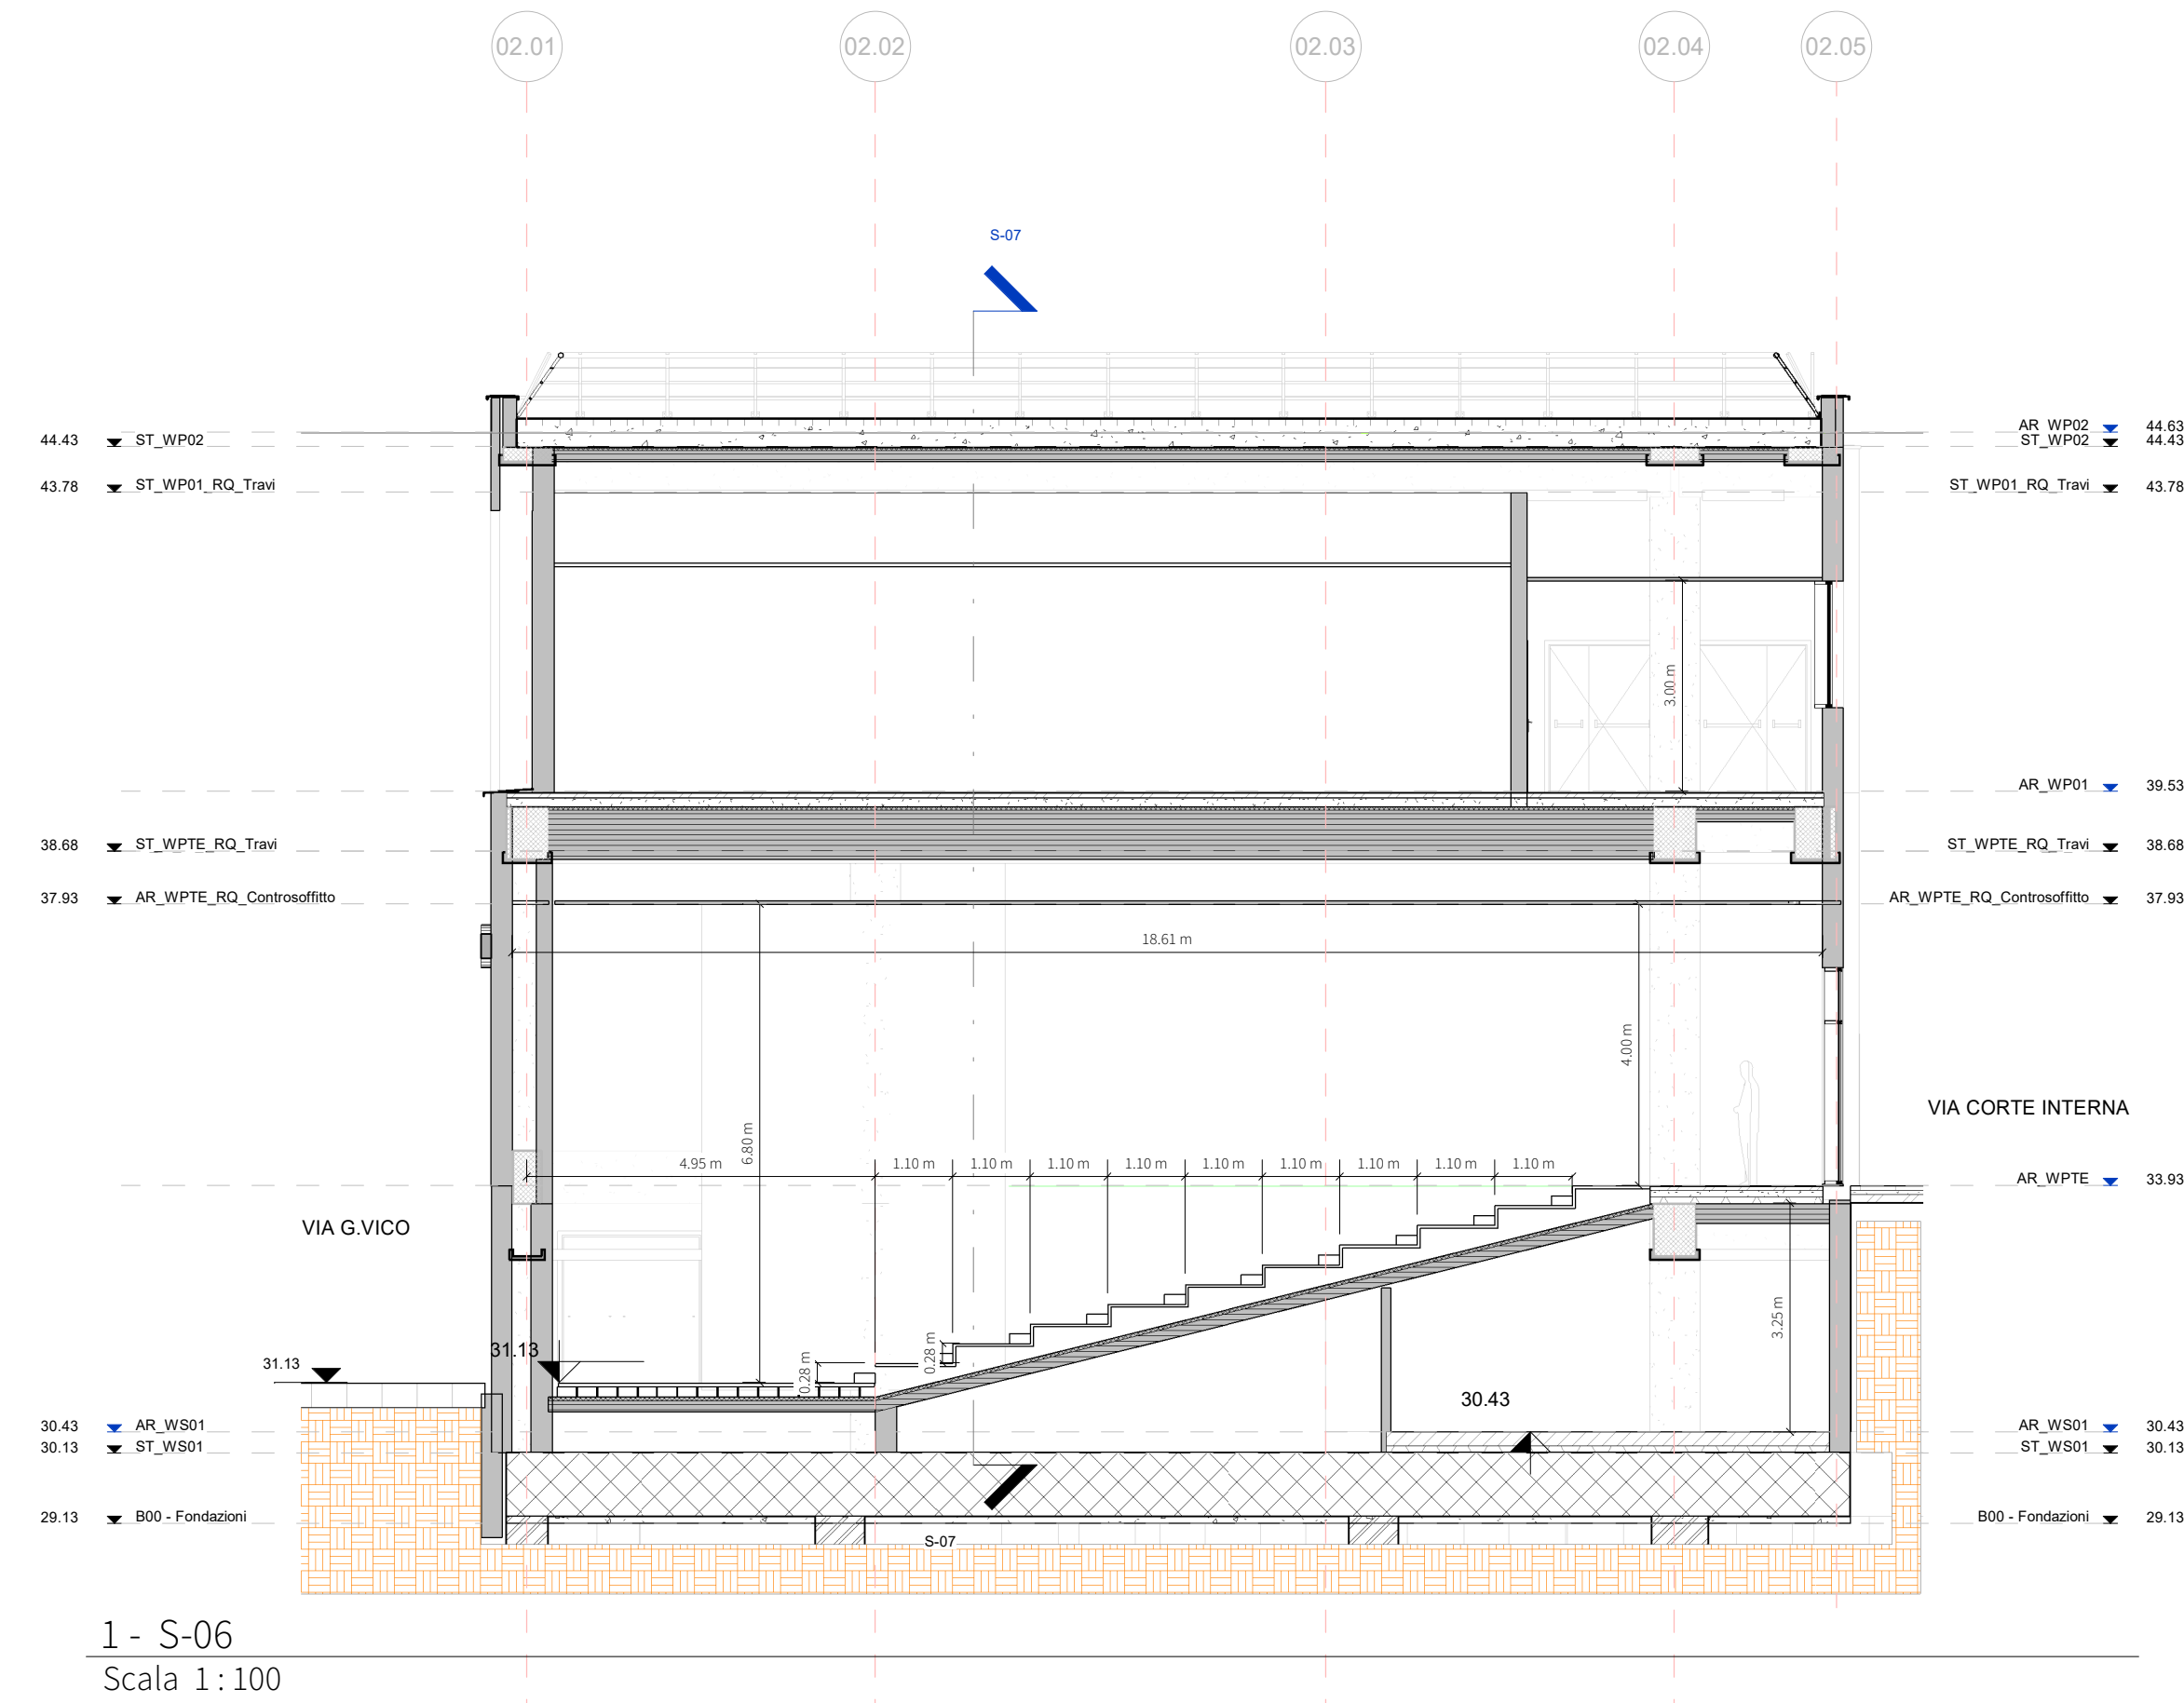 02.01 02.02 02.03 02.04 02.05
S-07
44.43 ST_WP02
AR_WP02 44.63
ST_WP02 44.43
43.78 ST_WP01_RQ_Travi
ST_WP01_RQ_Travi 43.78
3.00 m
AR_WP01 39.53
38.68 ST_WPTE_RQ_Travi
ST_WPTE_RQ_Travi 38.68
37.93 AR_WPTE_RQ_Controsoffitto
AR_WPTE_RQ_Controsoffitto 37.93
18.61 m
4.00 m
VIA CORTE INTERNA
6.80 m
4.95 m 1.10 m 1.10 m 1.10 m 1.10 m 1.10 m 1.10 m 1.10 m 1.10 m 1.10 m
AR_WPTE 33.93
VIA G.VICO
3.25 m
31.13
31.13
0.28 m
0.28 m
30.43
30.43 AR_WS01
AR_WS01 30.43
30.13 ST_WS01
ST_WS01 30.13
29.13 B00 - Fondazioni
B00 - Fondazioni 29.13
S-07
1 - S-06
Scala 1 : 100